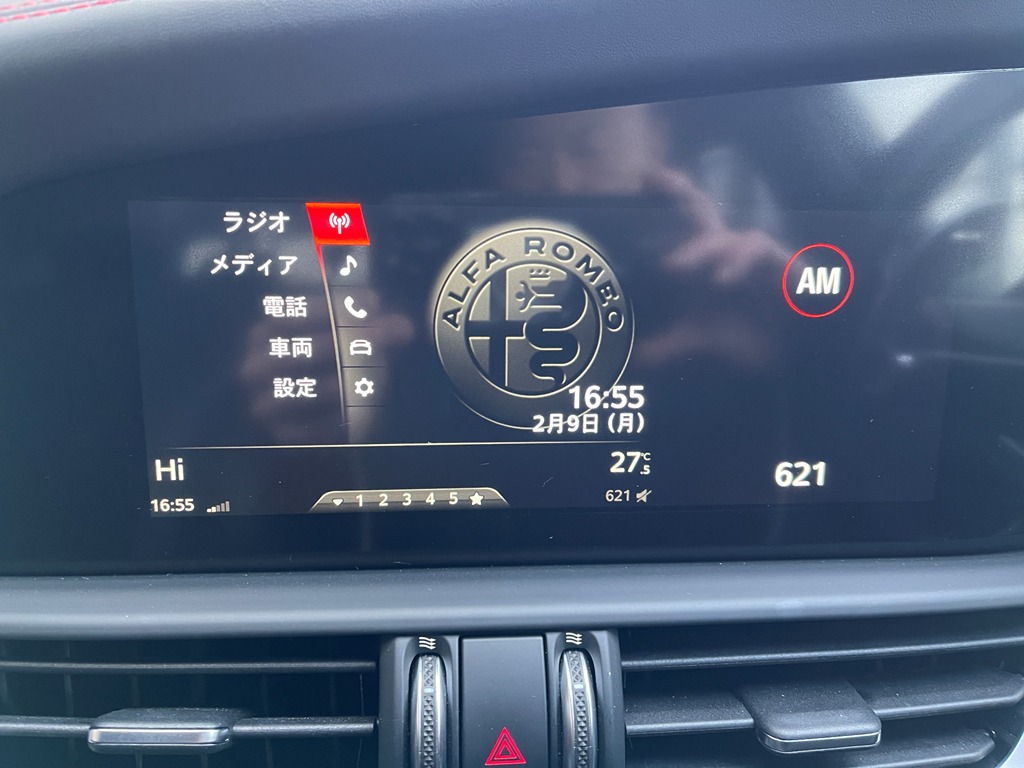 ラジオ
メディア
電話
車両
設定
ALFA ROMEO
16:55
2月9日 (月)
AM
Hi
27°C .5
621
16:55
1 2 3 4 5
621